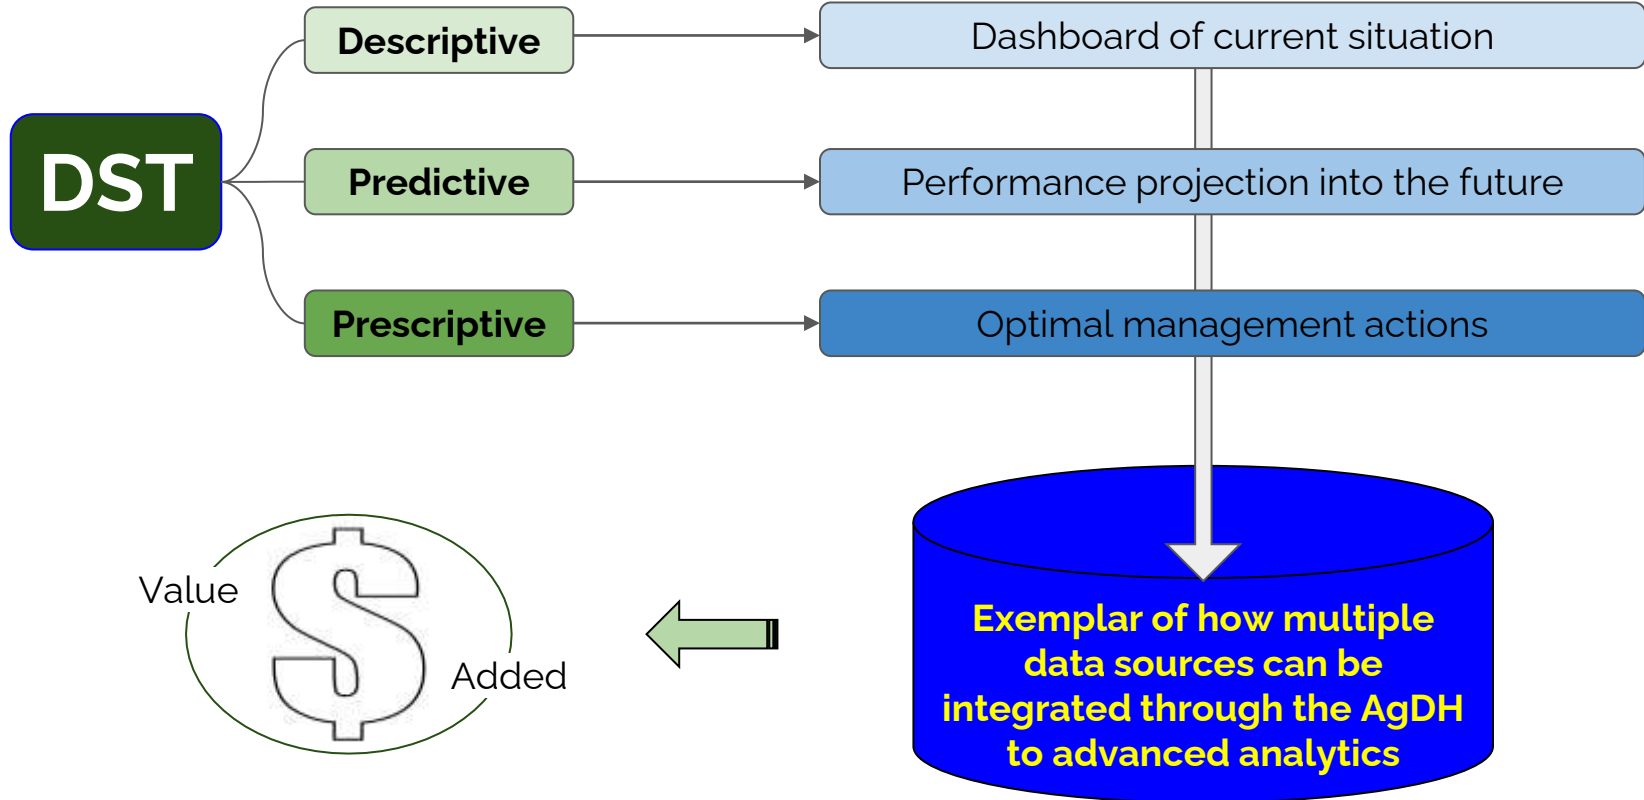 Descriptive
Dashboard of current situation
DST
Predictive
Performance projection into the future
Prescriptive
Optimal management actions
Value
$
Added
Exemplar of how multiple
data sources can be
integrated through the AgDH
to advanced analytics